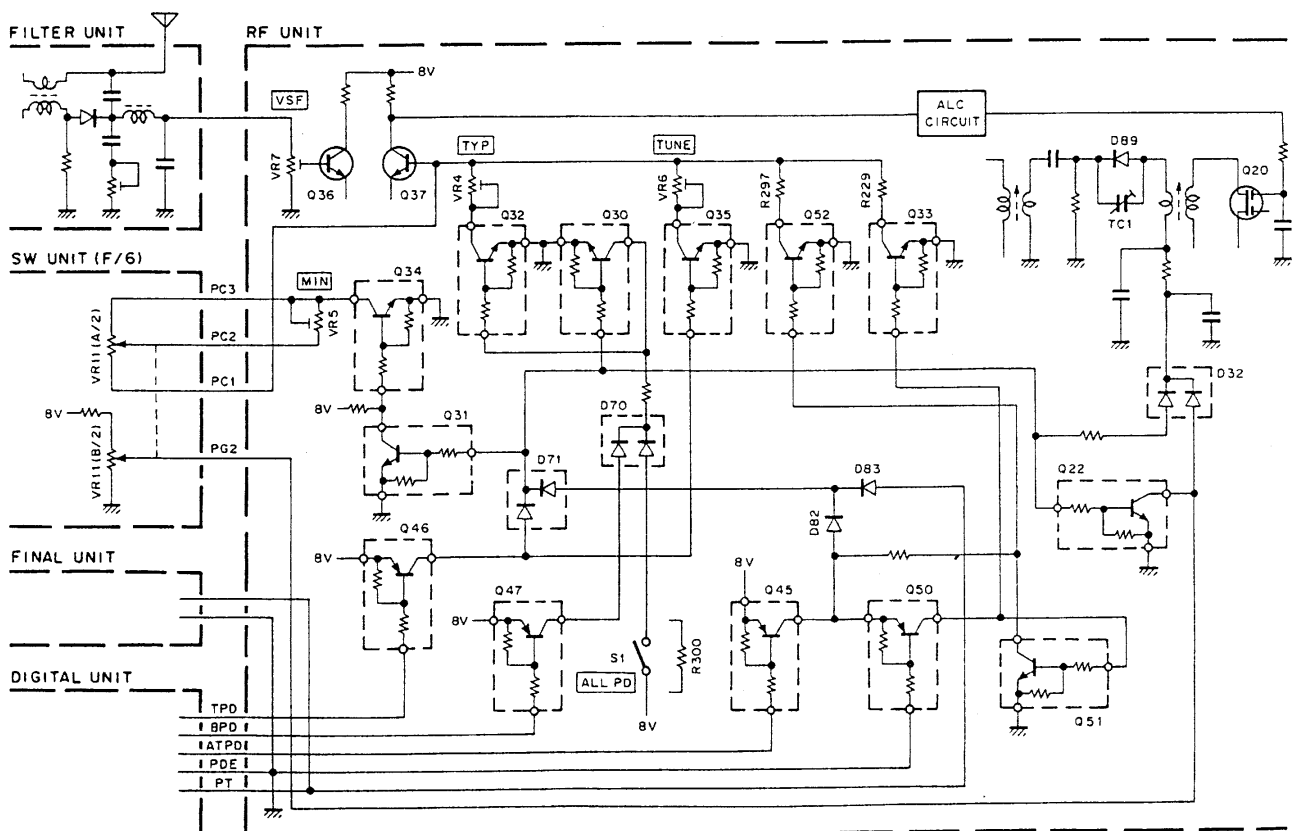 FILTER UNIT
RF UNIT
8V
VSF
VR7
Q36
Q37
ALC
CIRCUIT
TYP
TUNE
VR4
VR6
R297
R229
Q32
Q30
Q35
Q52
Q33
D89
TC1
Q20
SW UNIT (F/6)
PC3
MIN
Q34
VR5
VR11(A/2)
PC2
PC1
8V
VR11(B/2)
PG2
8V
Q31
D70
D71
D32
D83
D82
Q22
FINAL UNIT
Q46
8V
Q47
8V
8V
Q45
Q50
S1
ALL PD
R300
8V
Q51
DIGITAL UNIT
TPD
BPD
ATPD
PDE
PT